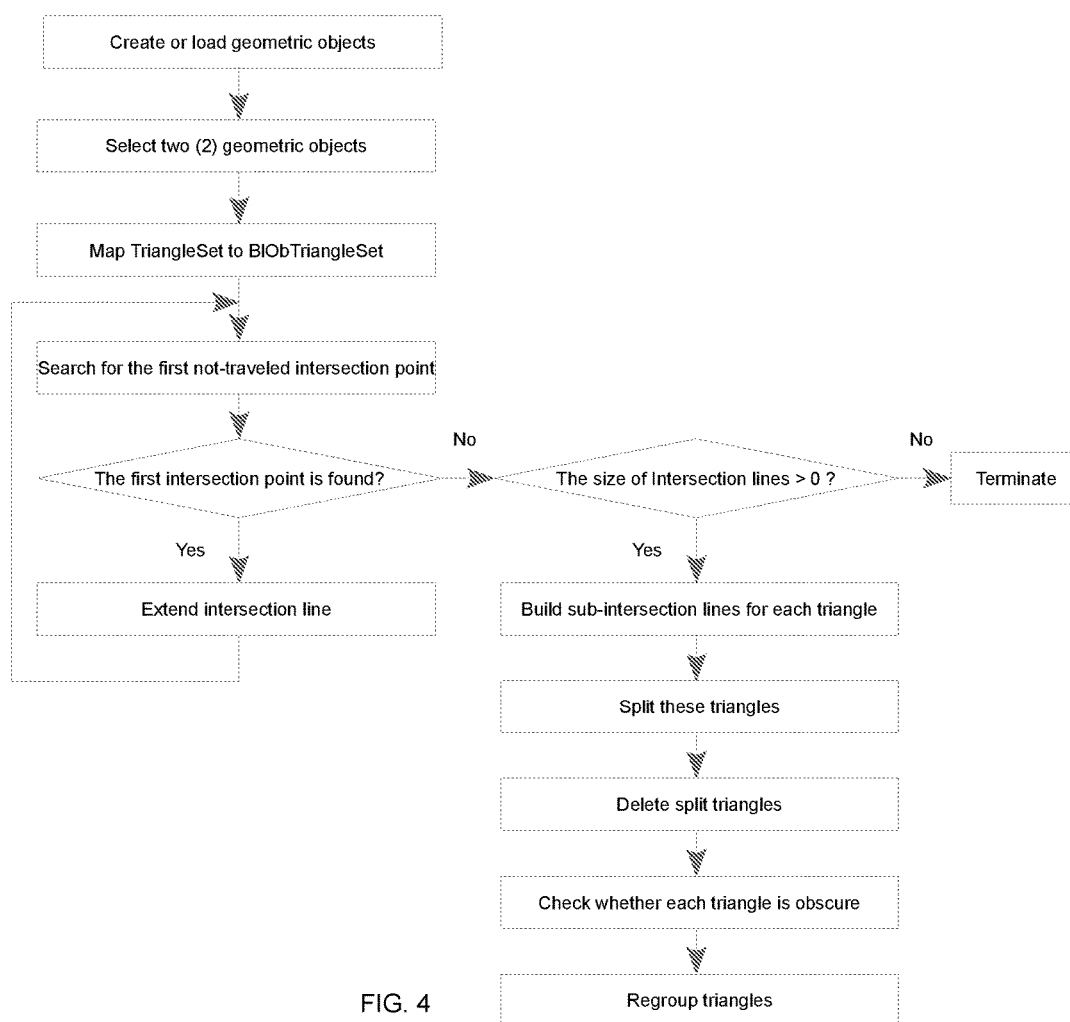 Create or load geometric objects
Select two (2) geometric objects
Map TriangleSet to BlObTriangleSet
Search for the first not-traveled intersection point
The first intersection point is found?
No
The size of Intersection lines > 0 ?
No
Terminate
Yes
Extend intersection line
Yes
Build sub-intersection lines for each triangle
Split these triangles
Delete split triangles
Check whether each triangle is obscure
Regroup triangles
FIG. 4